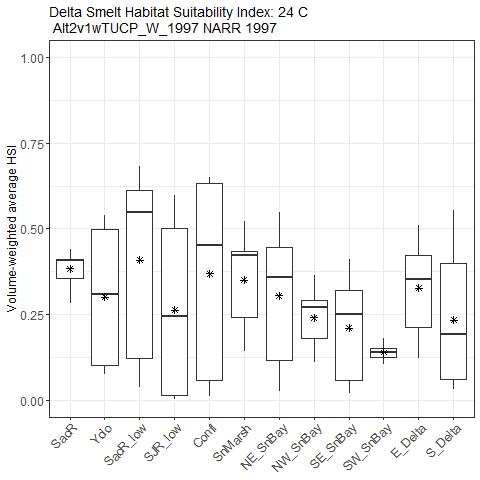 Delta Smelt Habitat Suitability Index: 24 C
Alt2v1wTUCP_W_1997 NARR 1997
Volume-weighted average HSI
1.00
0.75
0.50
0.25
0.00
SacR
Yolo
SacR_low
SJR_low
Confl
SnMarsh
NE_SnBay
NW_SnBay
SE_SnBay
SW_SnBay
E_Delta
S_Delta